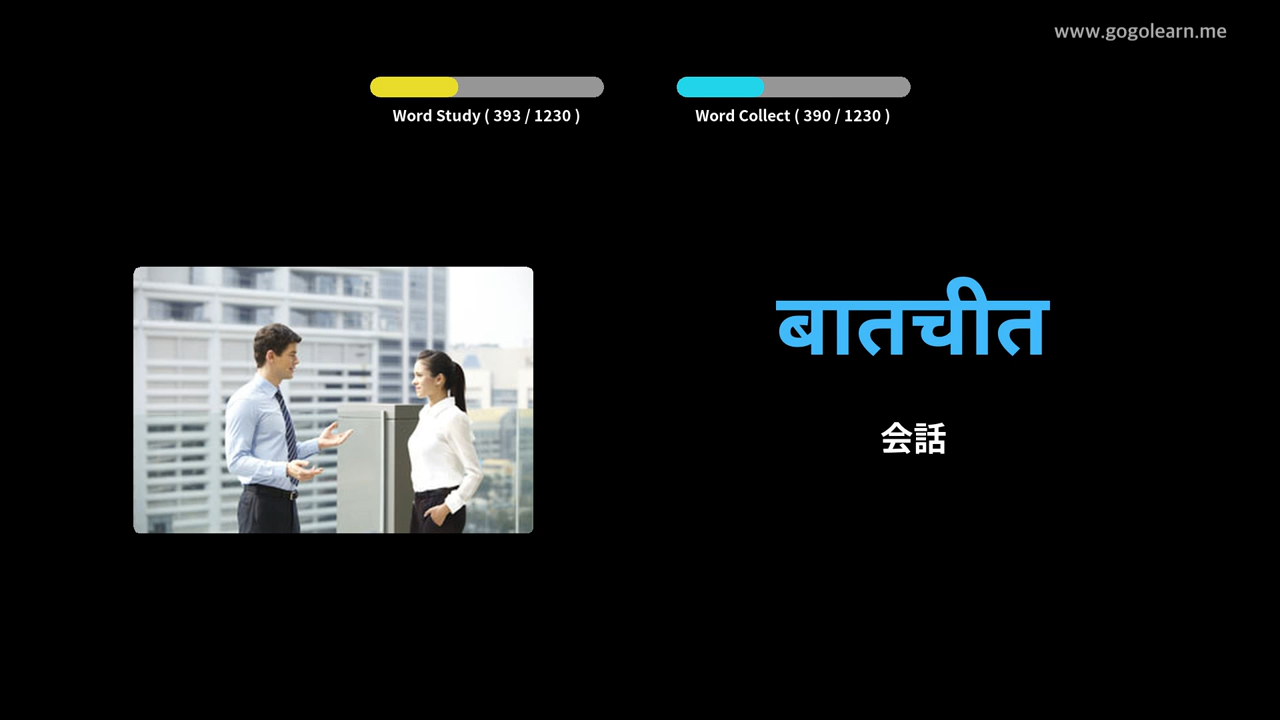 www.gogolearn.me
Word Study ( 393 / 1230 )
Word Collect ( 390 / 1230 )
बातचीत
会話